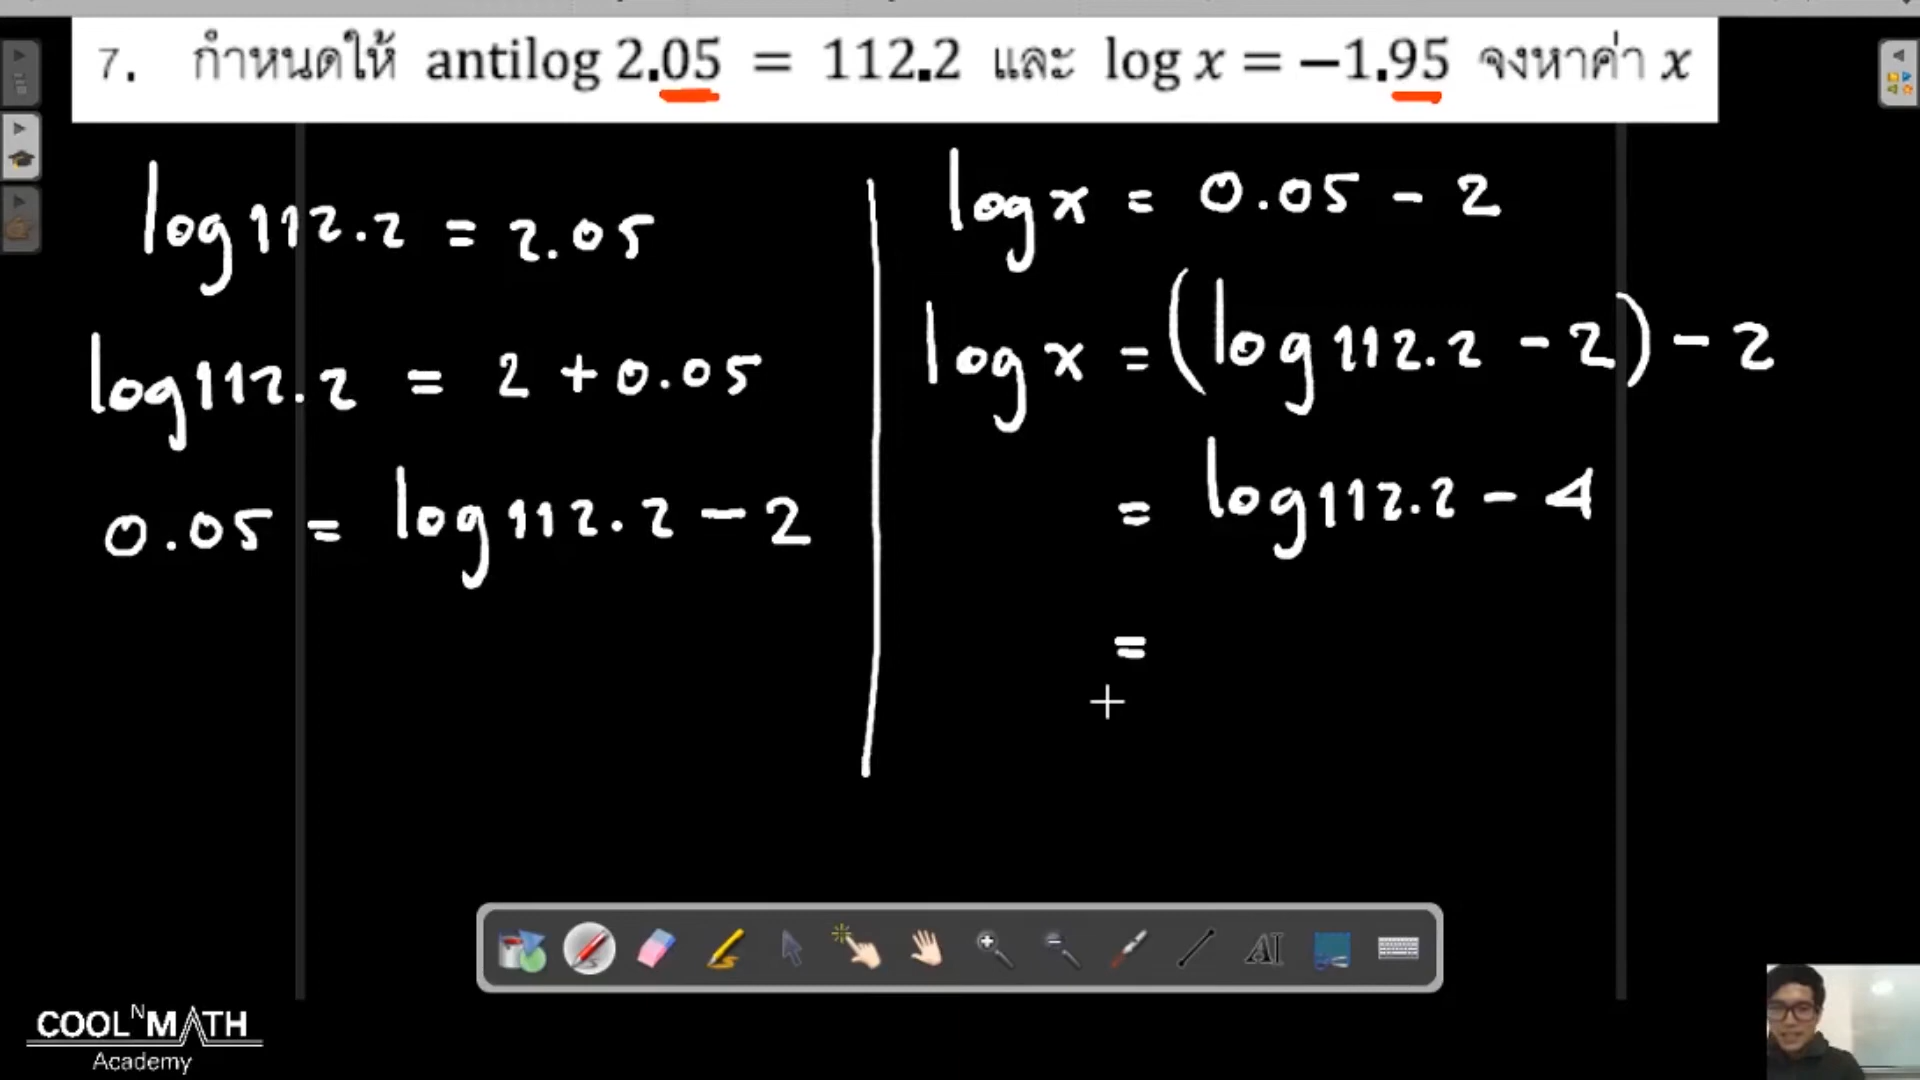 7. กำหนดให้ antilog 2.05 = 112.2 และ log x = −1.95 จงหาค่า x
log 112.2 = 2.05
log 112.2 = 2 + 0.05
0.05 = log 112.2 − 2
log x = 0.05 − 2
log x = (log 112.2 − 2) − 2
= log 112.2 − 4
=
AI
COOL N MATH
Academy